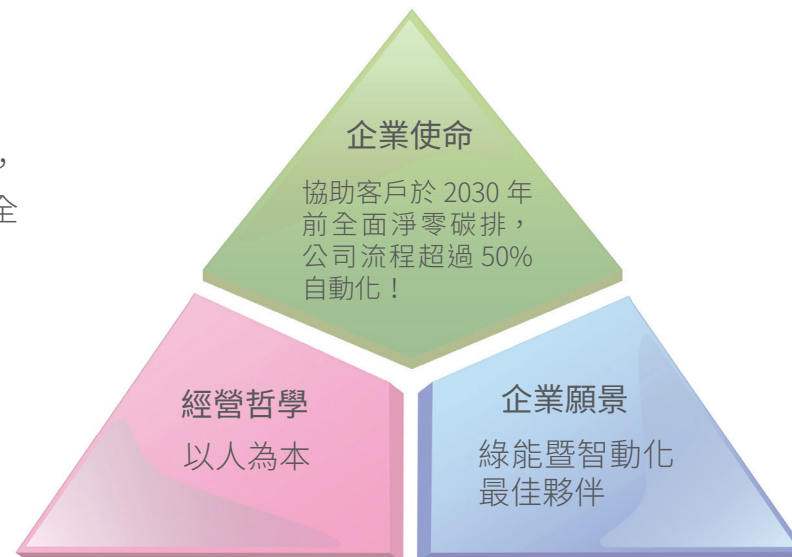 ，
全
企業使命
協助客戶於 2030 年
前全面淨零碳排，
公司流程超過 50%
自動化！
經營哲學
以人為本
企業願景
綠能暨智動化
最佳夥伴